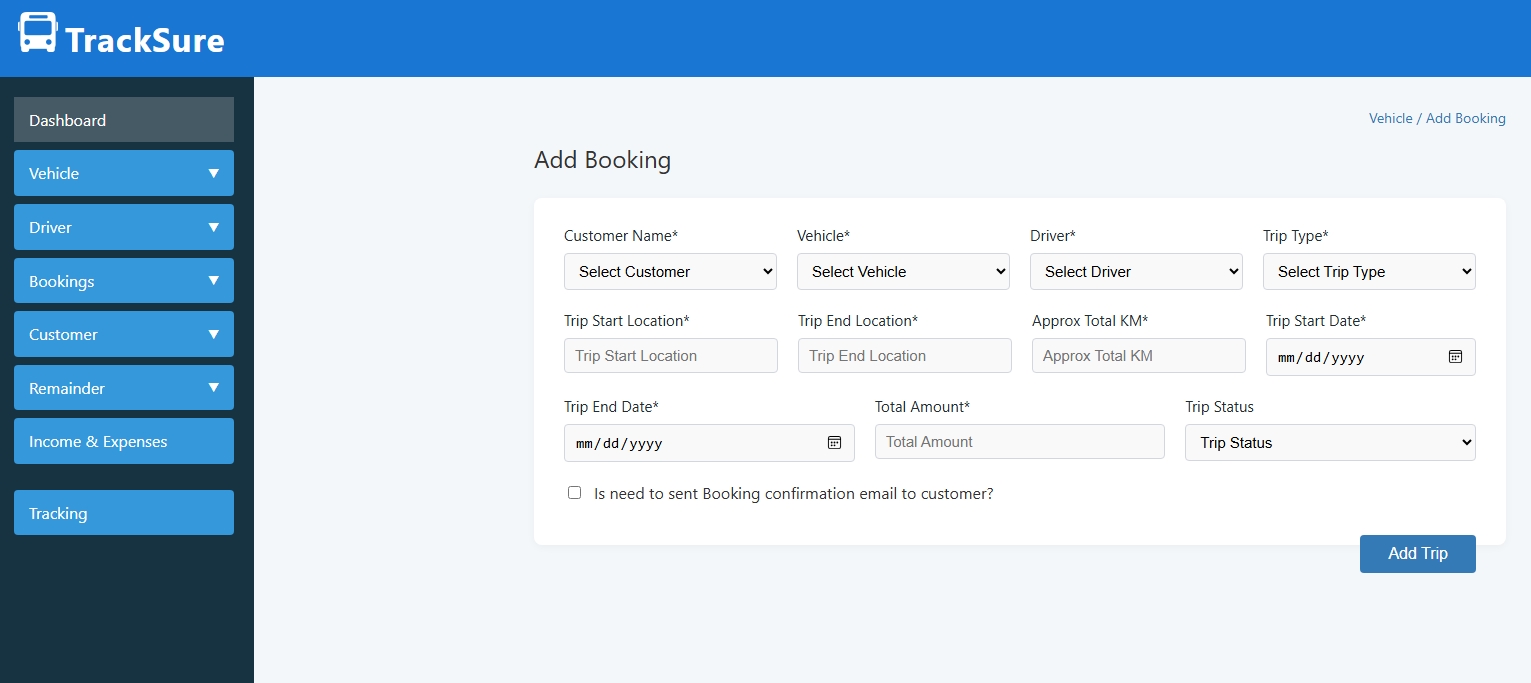 TrackSure
Dashboard
Vehicle
Driver
Bookings
Customer
Remainder
Income & Expenses
Tracking
Vehicle / Add Booking
Add Booking
Customer Name* Vehicle* Driver* Trip Type*
Select Customer Select Vehicle Select Driver Select Trip Type
Trip Start Location* Trip End Location* Approx Total KM* Trip Start Date*
Trip Start Location Trip End Location Approx Total KM mm/dd/yyyy
Trip End Date* Total Amount* Trip Status
mm/dd/yyyy Total Amount Trip Status
Is need to sent Booking confirmation email to customer?
Add Trip